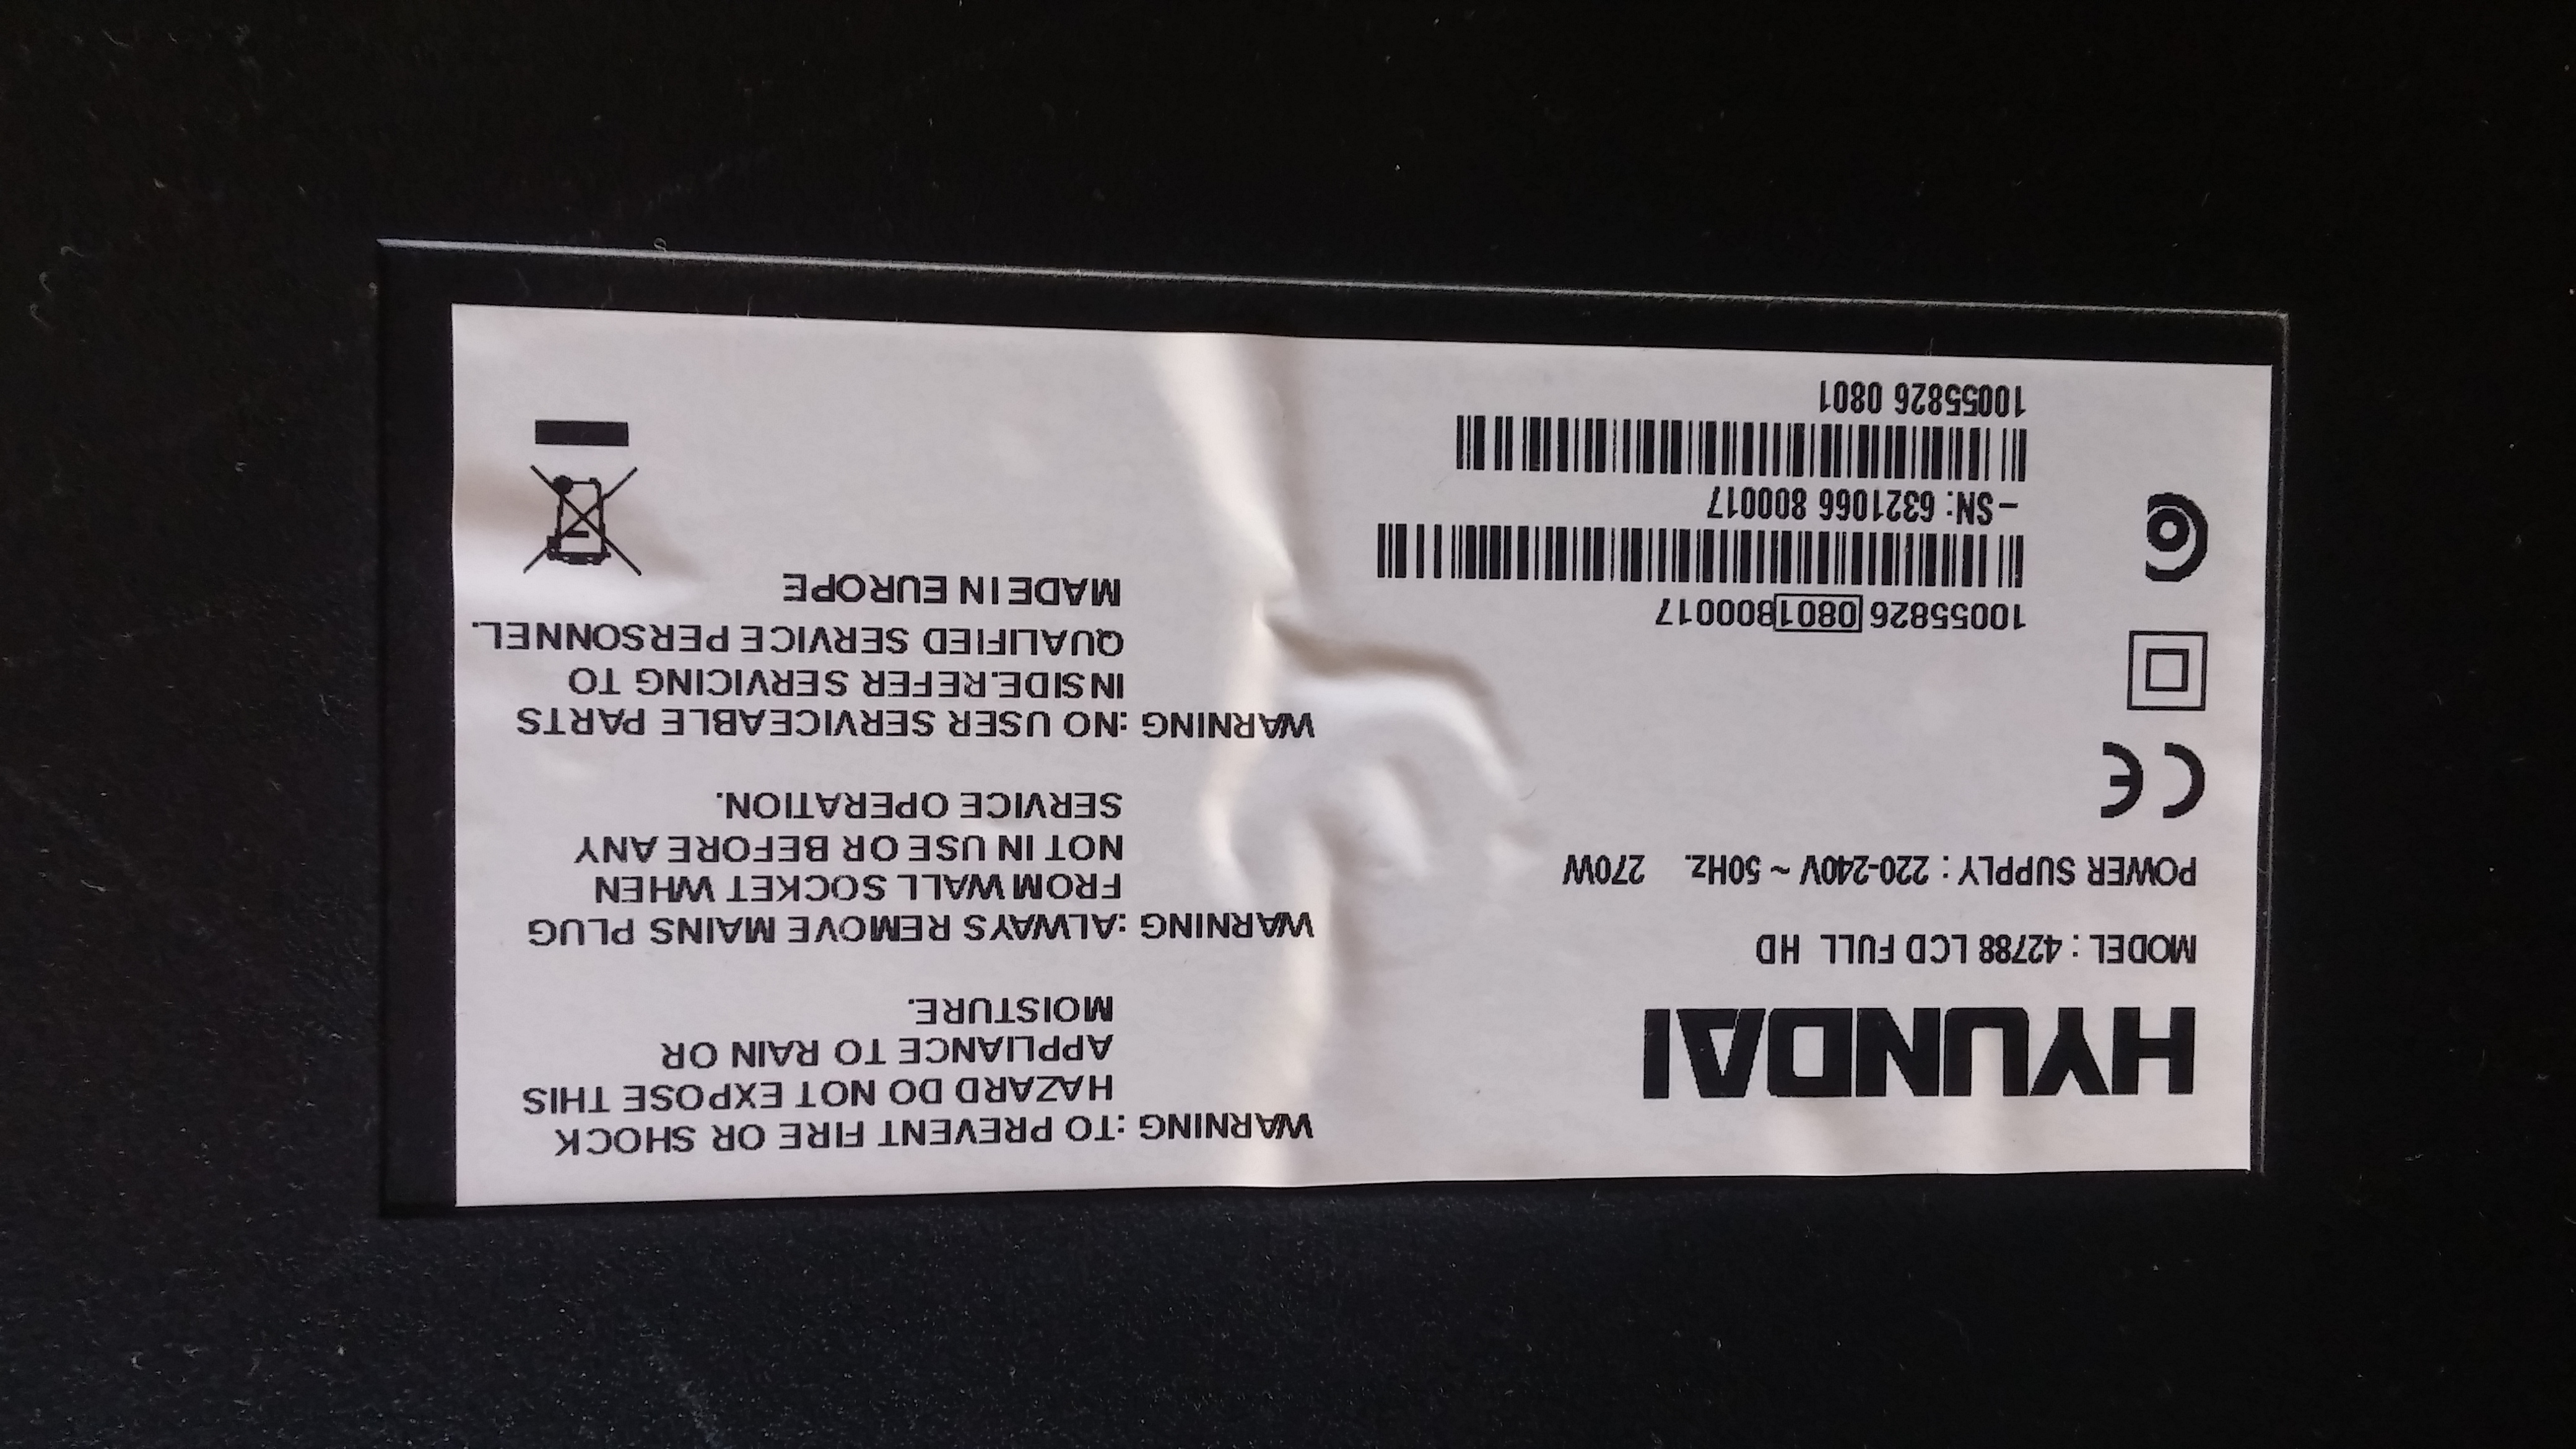 HYUNDAI
MODEL : 42788 LCD FULL HD
POWER SUPPLY : 220-240V ~ 50Hz. 270W
CE
10055826 0801800017
-SN: 6321066 800017
10055826 0801
WARNING :TO PREVENT FIRE OR SHOCK
HAZARD DO NOT EXPOSE THIS
APPLIANCE TO RAIN OR
MOISTURE.
WARNING :ALWAYS REMOVE MAINS PLUG
FROM WALL SOCKET WHEN
NOT IN USE OR BEFORE ANY
SERVICE OPERATION.
WARNING :NO USER SERVICEABLE PARTS
INSIDE.REFER SERVICING TO
QUALIFIED SERVICE PERSONNEL.
MADE IN EUROPE